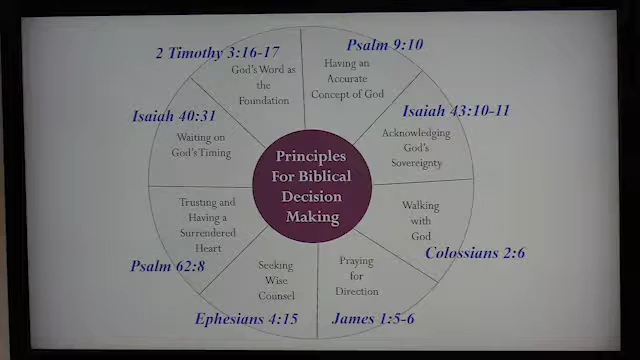 Principles
For Biblical
Decision
Making
Psalm 9:10
Having an
Accurate
Concept of God
Isaiah 43:10-11
Acknowledging
God's
Sovereignty
Walking
with
God
Colossians 2:6
Praying
for
Direction
James 1:5-6
Seeking
Wise
Counsel
Ephesians 4:15
Trusting and
Having a
Surrendered
Heart
Psalm 62:8
Isaiah 40:31
Waiting on
God's Timing
2 Timothy 3:16-17
God's Word as
the
Foundation